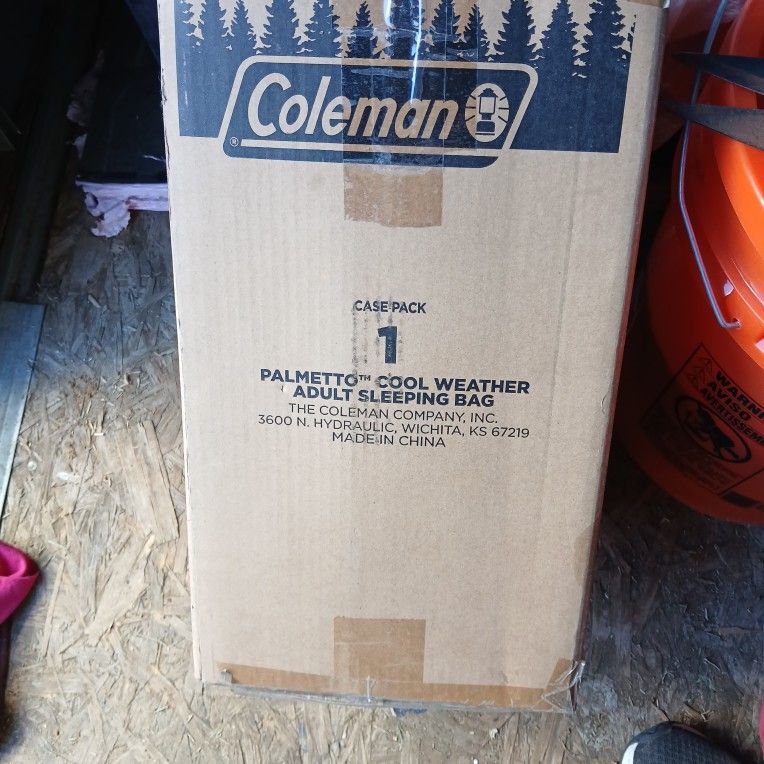 Coleman
®
CASE PACK
1
PALMETTO™ COOL WEATHER
ADULT SLEEPING BAG
THE COLEMAN COMPANY, INC.
3600 N. HYDRAULIC, WICHITA, KS 67219
MADE IN CHINA
WARNING
AVISO